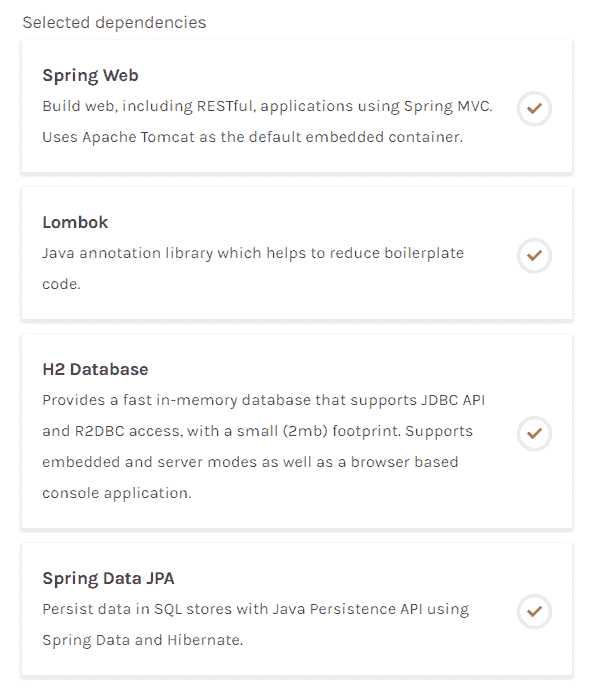 Selected dependencies
Spring Web
Build web, including RESTful, applications using Spring MVC.
Uses Apache Tomcat as the default embedded container.
Lombok
Java annotation library which helps to reduce boilerplate
code.
H2 Database
Provides a fast in-memory database that supports JDBC API
and R2DBC access, with a small (2mb) footprint. Supports
embedded and server modes as well as a browser based
console application.
Spring Data JPA
Persist data in SQL stores with Java Persistence API using
Spring Data and Hibernate.